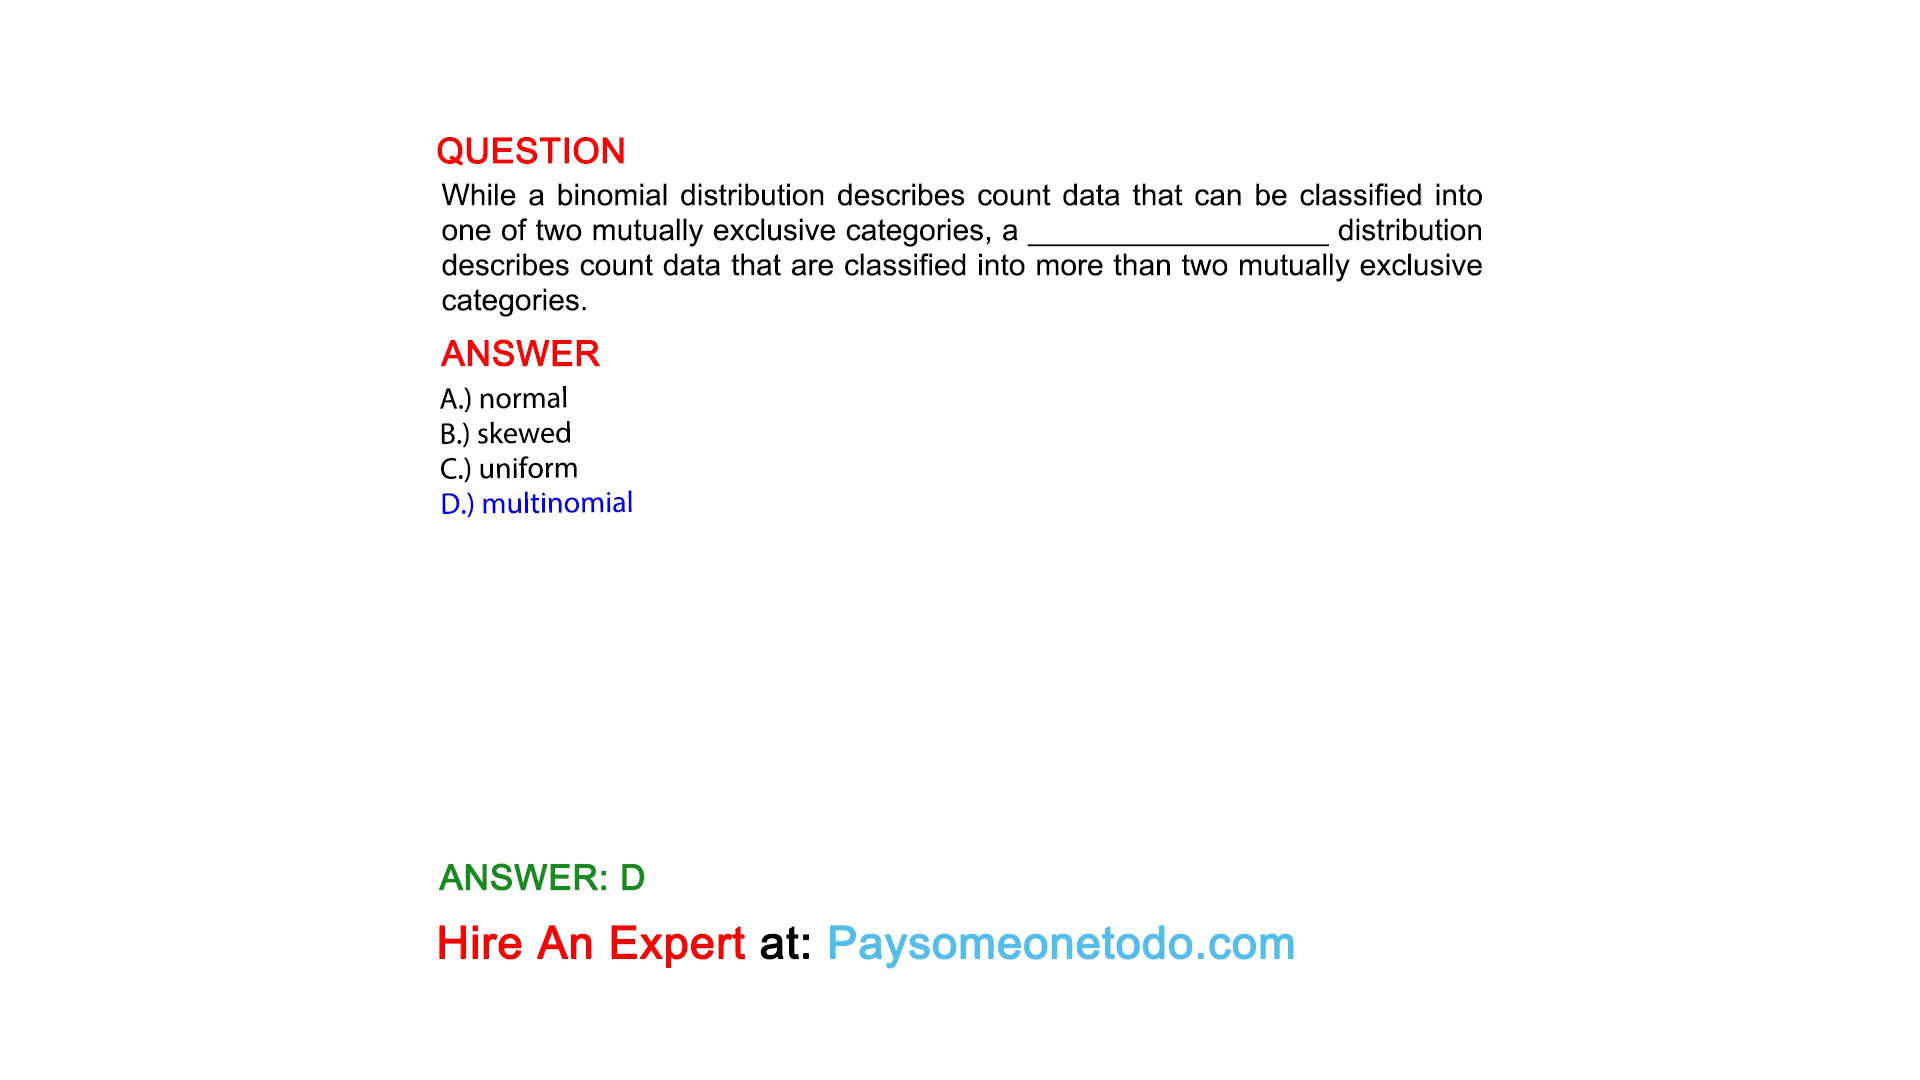 QUESTION
While a binomial distribution describes count data that can be classified into
one of two mutually exclusive categories, a __________________ distribution
describes count data that are classified into more than two mutually exclusive
categories.
ANSWER
A.) normal
B.) skewed
C.) uniform
D.) multinomial
ANSWER: D
Hire An Expert at: Paysomeonetodo.com